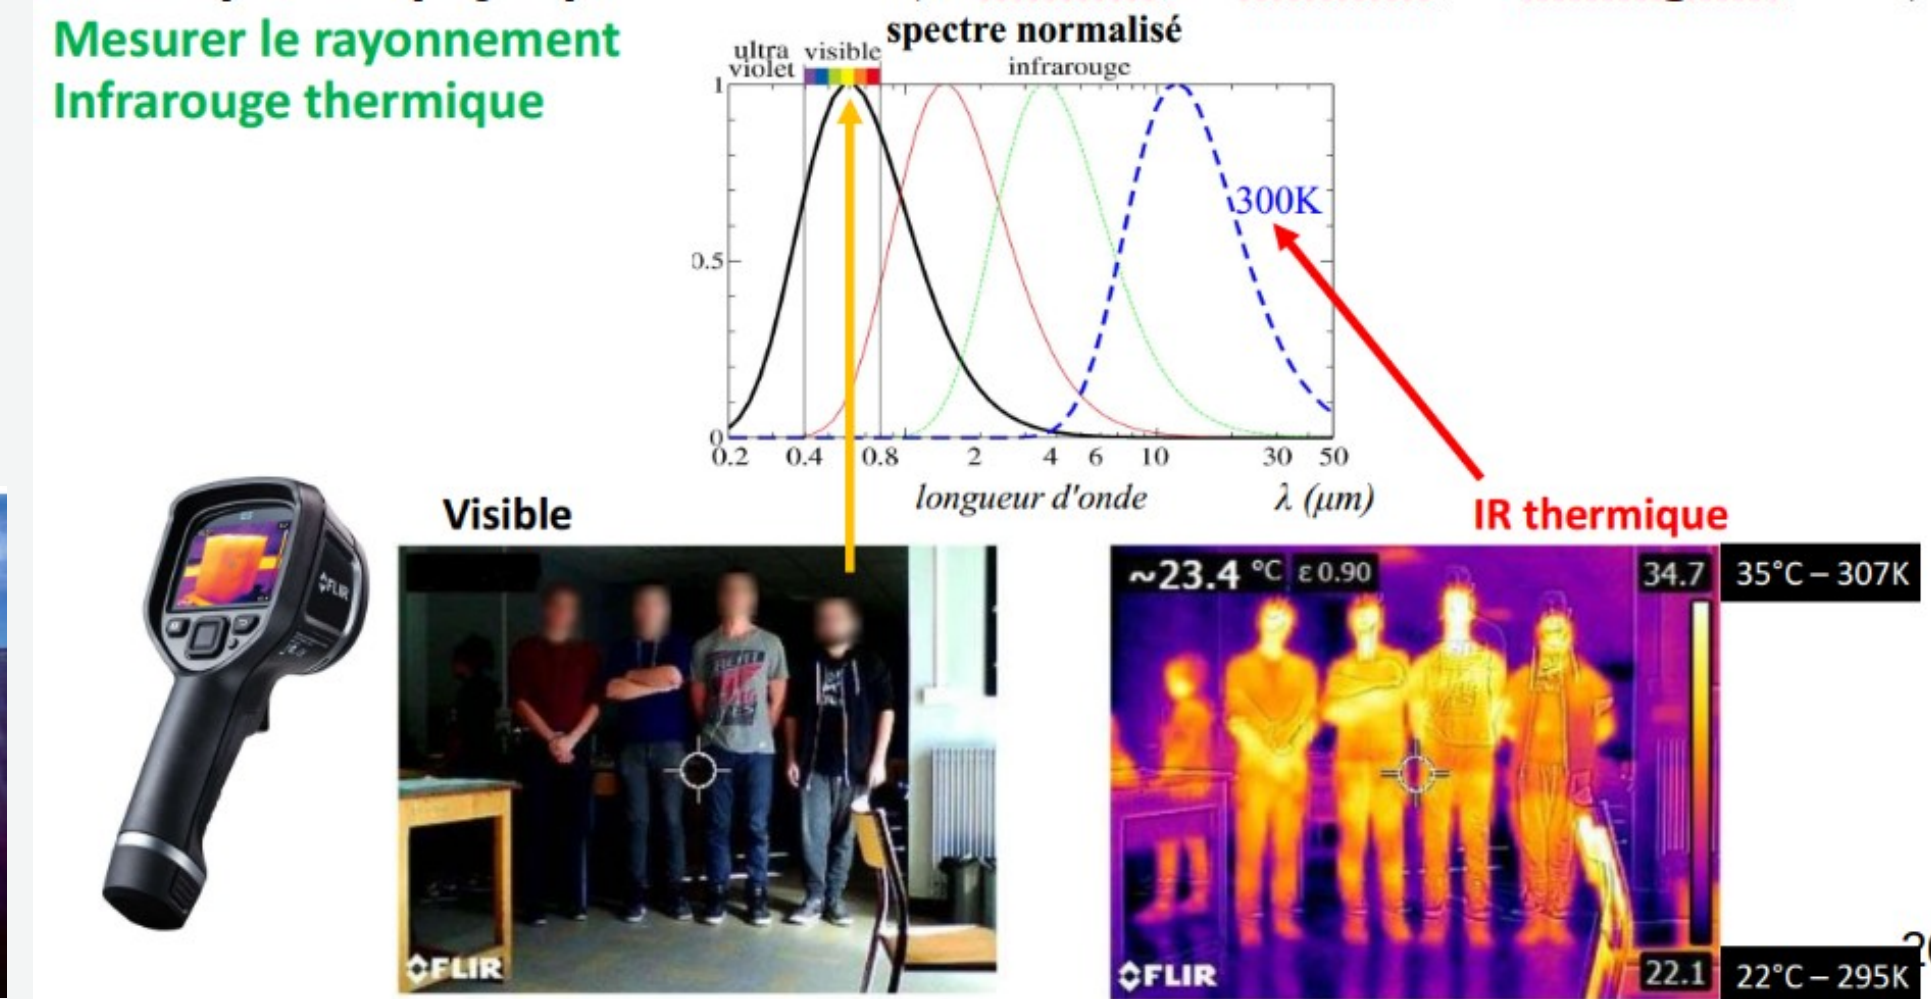 Mesurer le rayonnement
Infrarouge thermique
spectre normalisé
ultra
violet
visible
infrarouge
1
0.5
0
300K
0.2 0.4 0.8 2 4 6 10 30 50
longueur d'onde λ (μm)
Visible
IR thermique
FLIR
~23.4 °C ε 0.90
34.7
35°C – 307K
FLIR
FLIR
22.1
22°C – 295K